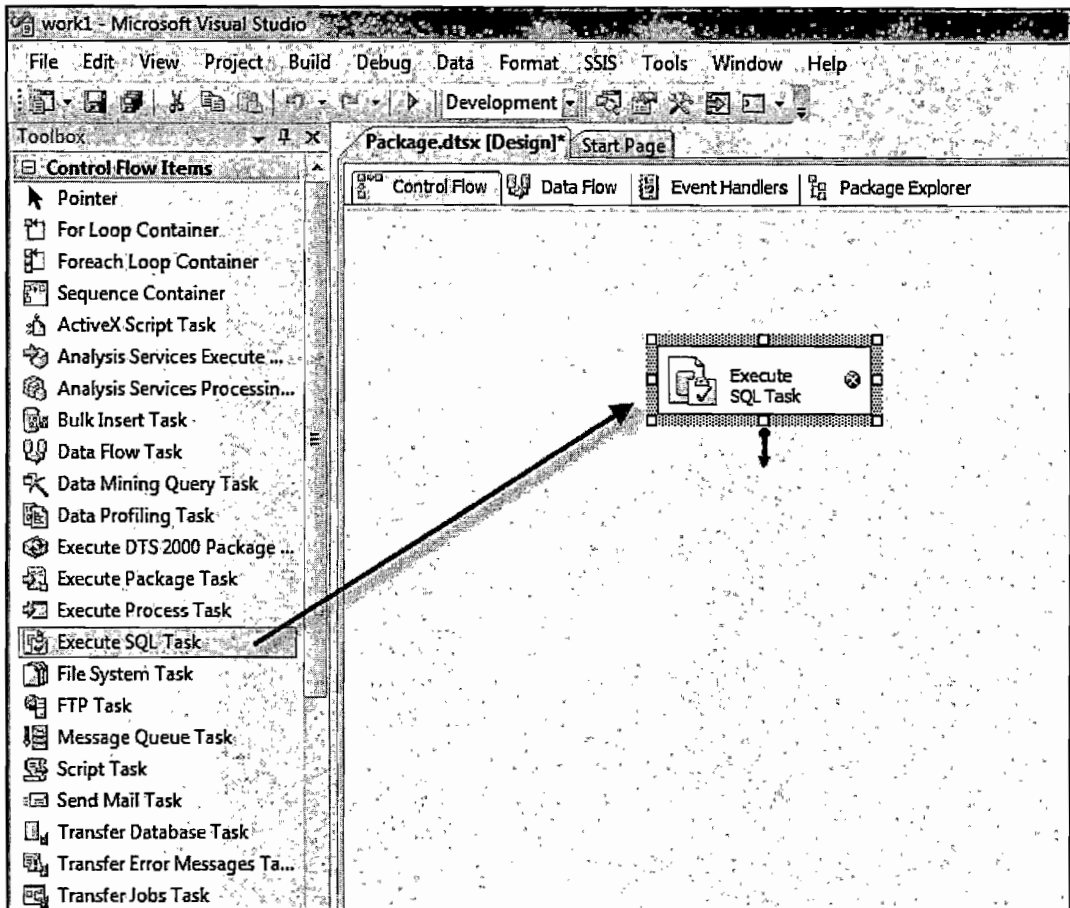 work1 - Microsoft Visual Studio
File Edit View Project Build Debug Data Format SSIS Tools Window Help
Development
Toolbox
Package.dtsx [Design]* Start Page
Control Flow Items
Control Flow Data Flow Event Handlers Package Explorer
Pointer
For Loop Container
Foreach Loop Container
Sequence Container
ActiveX Script Task
Analysis Services Execute ...
Analysis Services Processin...
Bulk Insert Task
Data Flow Task
Data Mining Query Task
Data Profiling Task
Execute DTS 2000 Package ...
Execute Package Task
Execute Process Task
Execute SQL Task
File System Task
FTP Task
Message Queue Task
Script Task
Send Mail Task
Transfer Database Task
Transfer Error Messages Ta...
Transfer Jobs Task
Execute
SQL Task